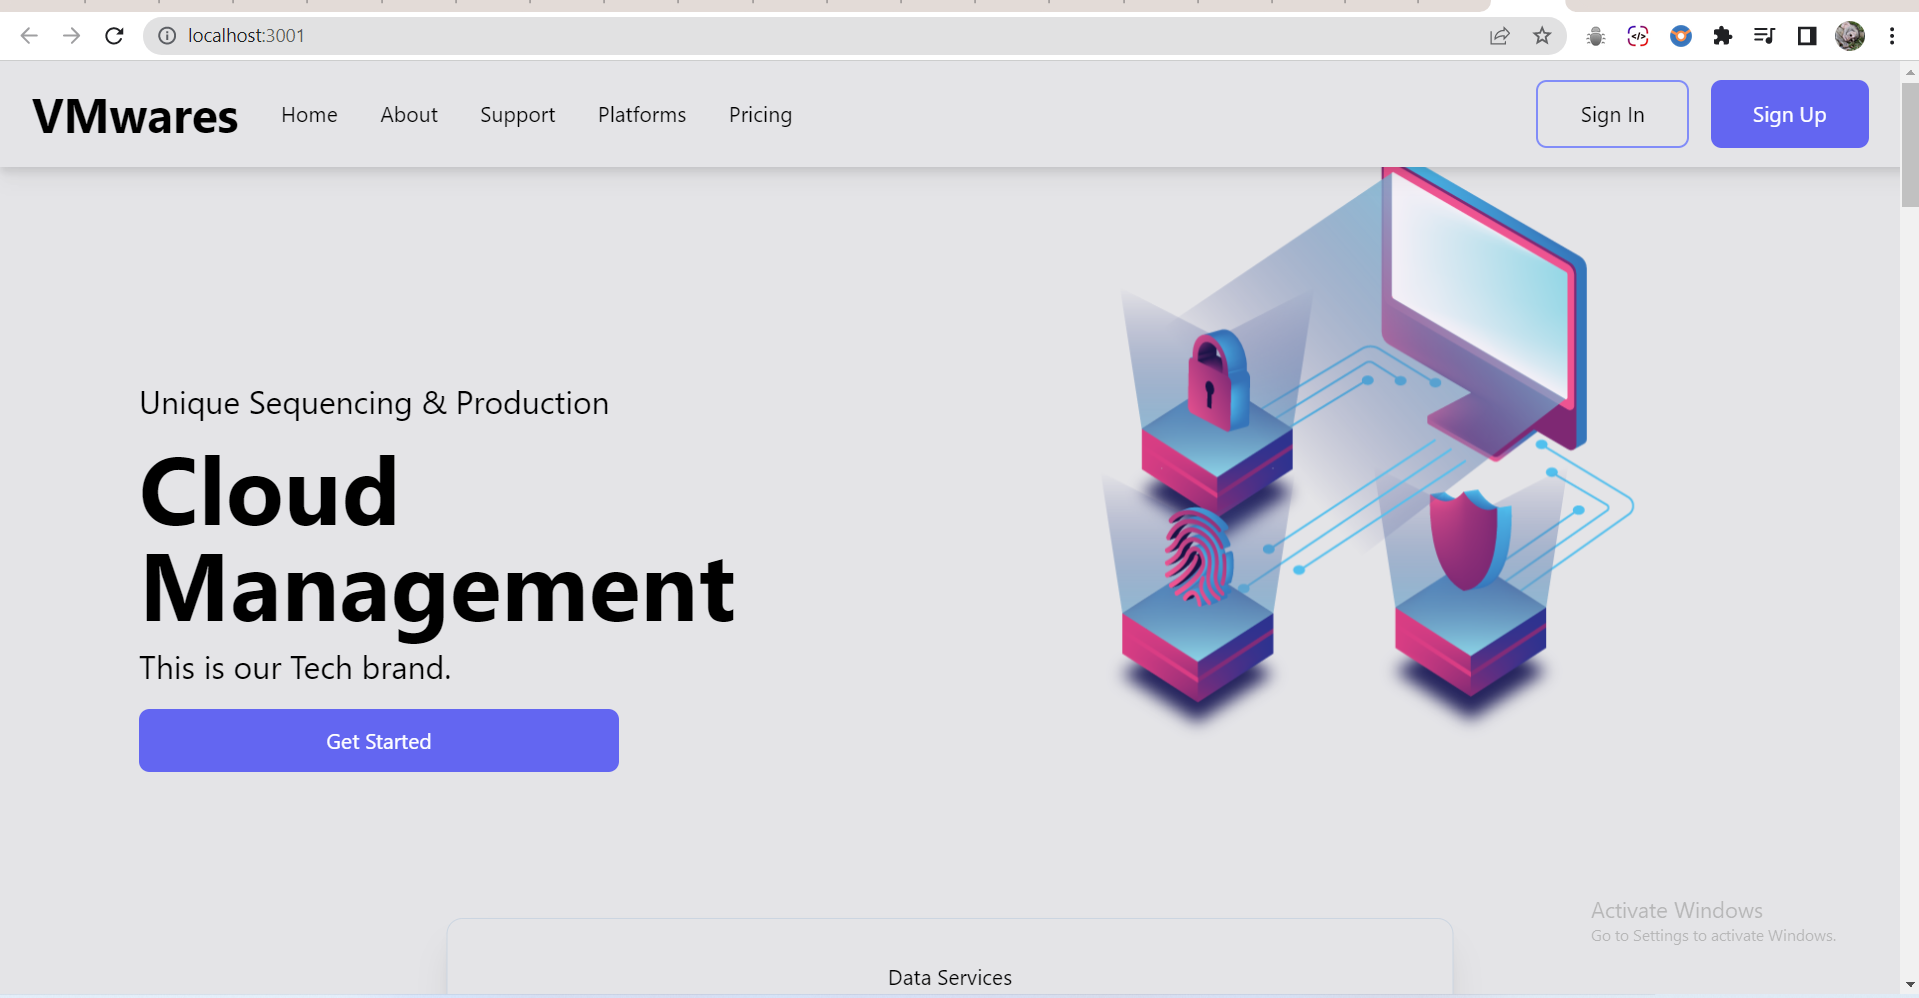 localhost:3001
VMwares Home About Support Platforms Pricing Sign In Sign Up
Unique Sequencing & Production
Cloud
Management
This is our Tech brand.
Get Started
Activate Windows
Go to Settings to activate Windows.
Data Services